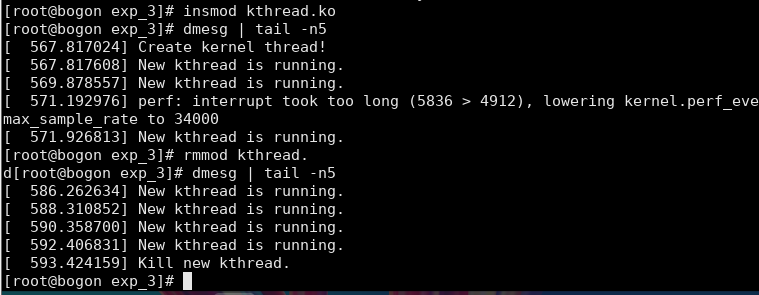 [root@bogon exp_3]# insmod kthread.ko
[root@bogon exp_3]# dmesg | tail -n5
[  567.817024] Create kernel thread!
[  567.817608] New kthread is running.
[  569.878557] New kthread is running.
[  571.192976] perf: interrupt took too long (5836 > 4912), lowering kernel.perf_eve
max_sample_rate to 34000
[  571.926813] New kthread is running.
[root@bogon exp_3]# rmmod kthread.
d[root@bogon exp_3]# dmesg | tail -n5
[  586.262634] New kthread is running.
[  588.310852] New kthread is running.
[  590.358700] New kthread is running.
[  592.406831] New kthread is running.
[  593.424159] Kill new kthread.
[root@bogon exp_3]#